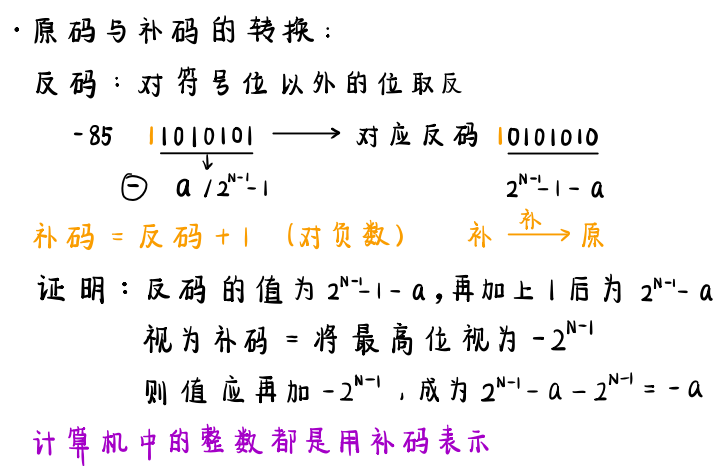 · 原码与补码的转换:
反码:对符号位以外的位取反
-85 11010101 ⟶ 对应反码 10101010
↓
⊖ a / 2^{N-1}-1 2^{N-1}-1-a
补码 = 反码 + 1 (对负数) 补 \xrightarrow{补} 原
证明:反码的值为 2^{N-1}-1-a,再加上1后为 2^{N-1}-a
视为补码 = 将最高位视为 -2^{N-1}
则值应再加 -2^{N-1},成为 2^{N-1}-a-2^{N-1}=-a
计算机中的整数都是用补码表示